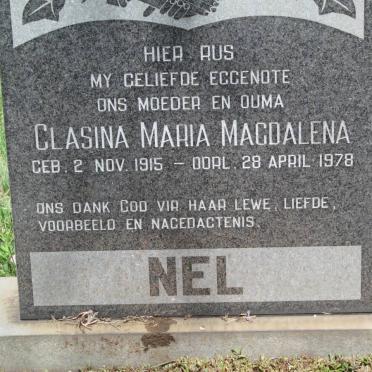 HIER RUS
MY GELIEFDE EGGENOTE
ONS MOEDER EN OUMA
CLASINA MARIA MAGDALENA
GEB. 2 NOV. 1915 – OORL. 28 APRIL 1978
ONS DANK GOD VIR HAAR LEWE, LIEFDE,
VOORBEELD EN NAGEDAGTENIS.
NEL